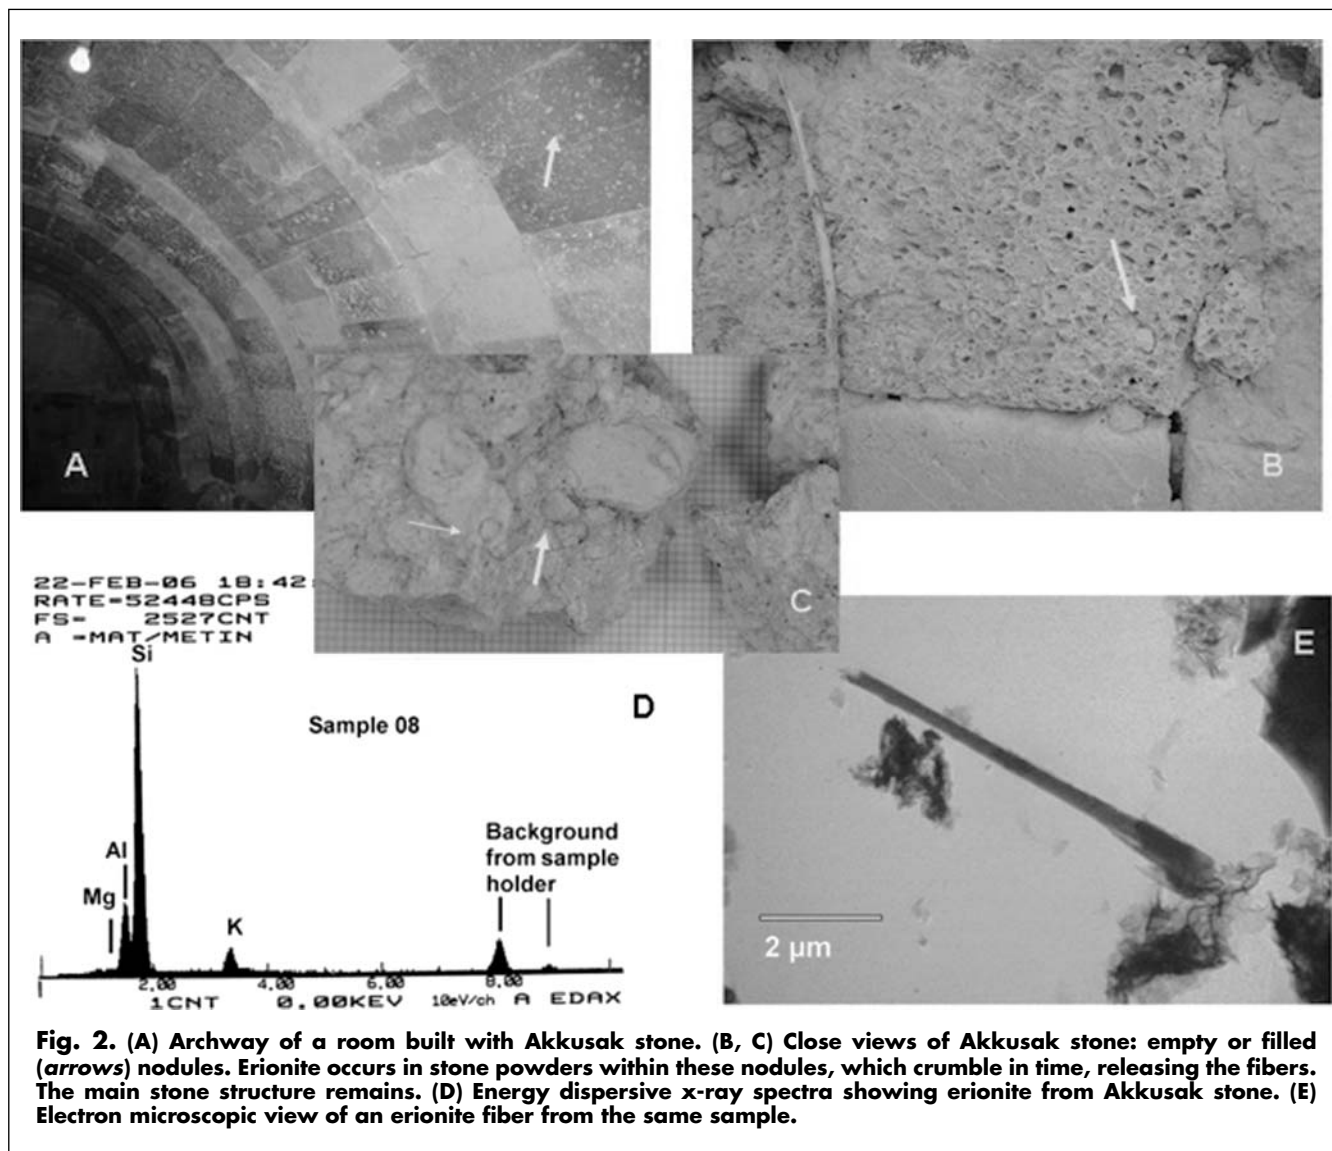 A
B
C
22-FEB-06 18:42
RATE=52448CPS
FS= 2527CNT
A =MAT/METIN
Si
D
E
Sample 08
Al
Background
from sample
holder
Mg
K
2 µm
2.00 4.00 6.00 8.00
1CNT 0.00KEV 10eV/ch A EDAX
Fig. 2. (A) Archway of a room built with Akkusak stone. (B, C) Close views of Akkusak stone: empty or filled
(arrows) nodules. Erionite occurs in stone powders within these nodules, which crumble in time, releasing the fibers.
The main stone structure remains. (D) Energy dispersive x-ray spectra showing erionite from Akkusak stone. (E)
Electron microscopic view of an erionite fiber from the same sample.